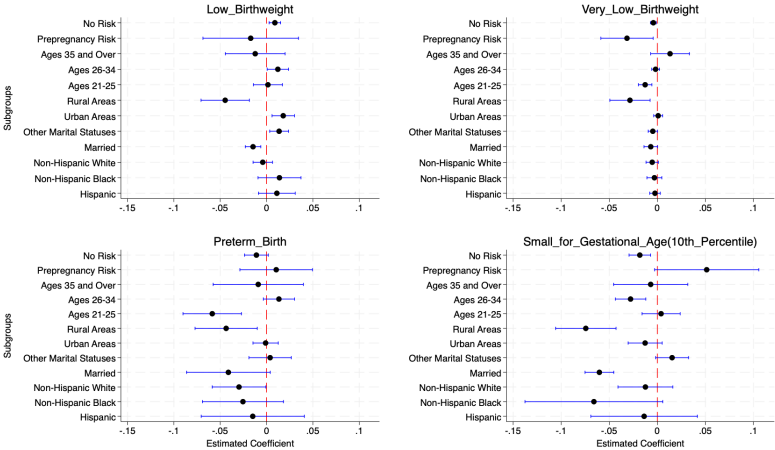 Low_Birthweight
Subgroups
No Risk
Prepregnancy Risk
Ages 35 and Over
Ages 26-34
Ages 21-25
Rural Areas
Urban Areas
Other Marital Statuses
Married
Non-Hispanic White
Non-Hispanic Black
Hispanic
-.15 -.1 -.05 0 .05 .1
Very_Low_Birthweight
No Risk
Prepregnancy Risk
Ages 35 and Over
Ages 26-34
Ages 21-25
Rural Areas
Urban Areas
Other Marital Statuses
Married
Non-Hispanic White
Non-Hispanic Black
Hispanic
-.15 -.1 -.05 0 .05 .1
Preterm_Birth
Subgroups
No Risk
Prepregnancy Risk
Ages 35 and Over
Ages 26-34
Ages 21-25
Rural Areas
Urban Areas
Other Marital Statuses
Married
Non-Hispanic White
Non-Hispanic Black
Hispanic
-.15 -.1 -.05 0 .05 .1
Estimated Coefficient
Small_for_Gestational_Age(10th_Percentile)
No Risk
Prepregnancy Risk
Ages 35 and Over
Ages 26-34
Ages 21-25
Rural Areas
Urban Areas
Other Marital Statuses
Married
Non-Hispanic White
Non-Hispanic Black
Hispanic
-.15 -.1 -.05 0 .05 .1
Estimated Coefficient